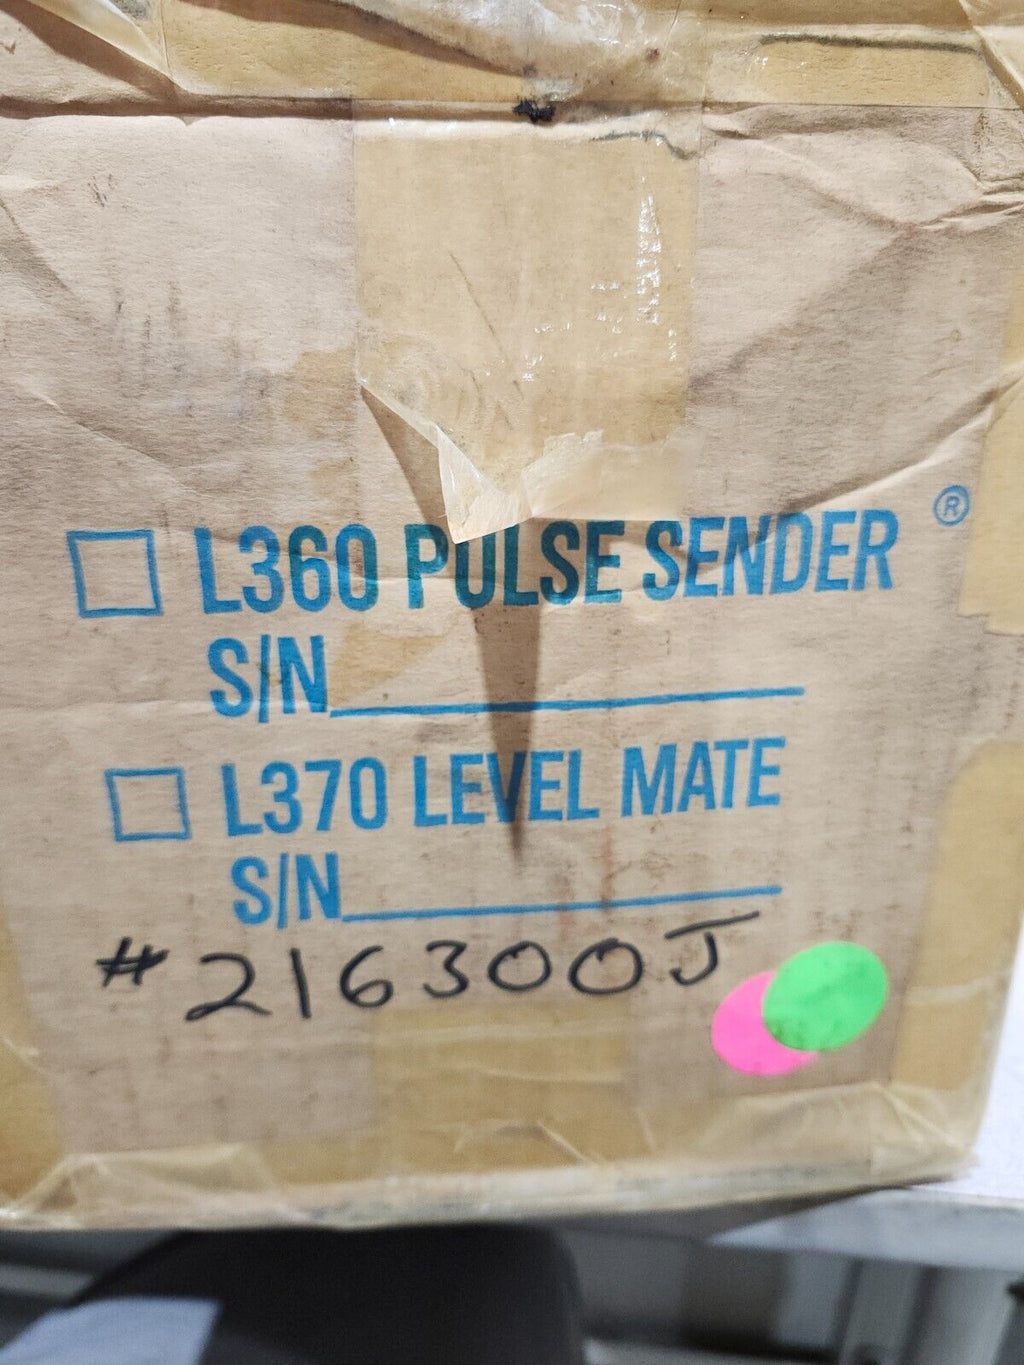 L360 PULSE SENDER ®
S/N
L370 LEVEL MATE
S/N
#216300J